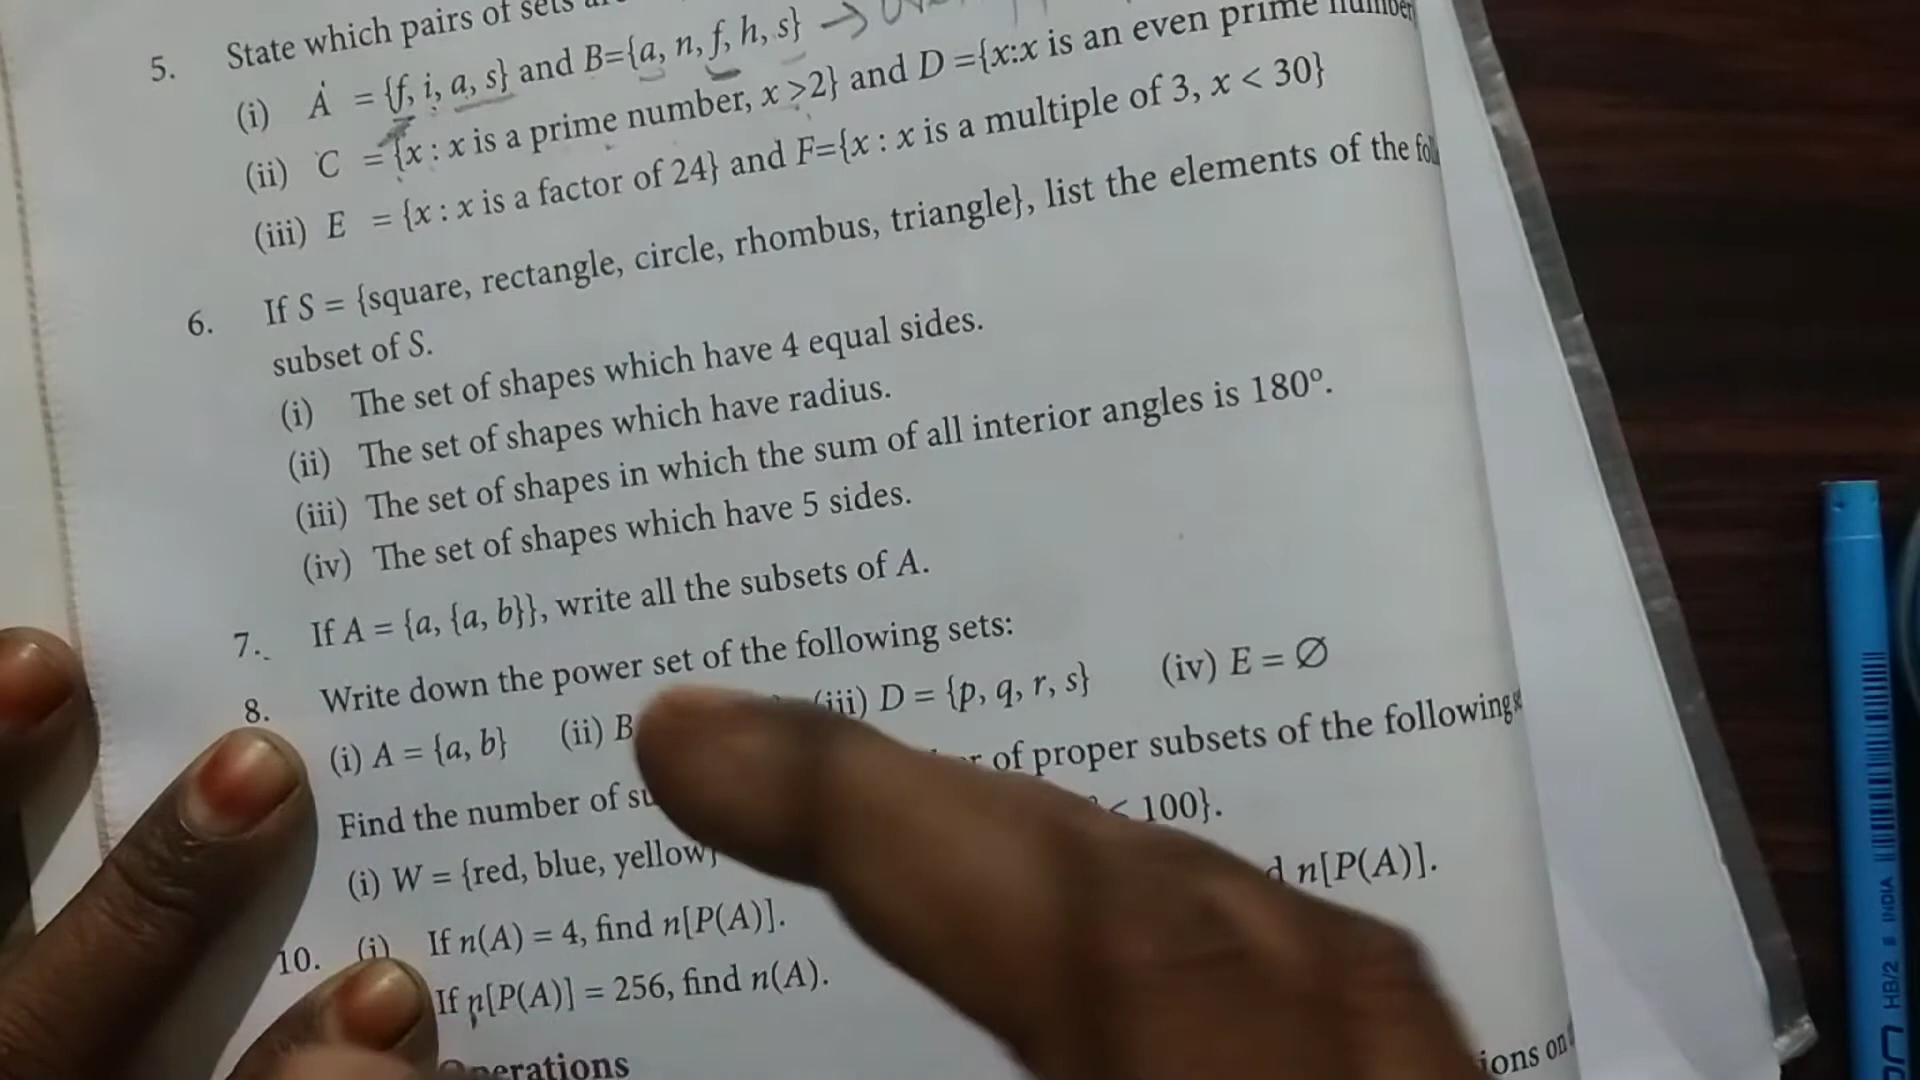 5. State which pairs of sets
(i) A = {f, i, a, s} and B={a, n, f, h, s} →
(ii) C = {x : x is a prime number, x >2} and D ={x:x is an even prime number
(iii) E = {x : x is a factor of 24} and F={x : x is a multiple of 3, x < 30}
6. If S = {square, rectangle, circle, rhombus, triangle}, list the elements of the
subset of S.
(i) The set of shapes which have 4 equal sides.
(ii) The set of shapes which have radius.
(iii) The set of shapes in which the sum of all interior angles is 180°.
(iv) The set of shapes which have 5 sides.
7. If A = {a, {a, b}}, write all the subsets of A.
8. Write down the power set of the following sets:
(i) A = {a, b} (ii) B (iii) D = {p, q, r, s} (iv) E = Ø
Find the number of of proper subsets of the following
(i) W = {red, blue, yellow} < 100}.
10. (i) If n(A) = 4, find n[P(A)]. n[P(A)].
If n[P(A)] = 256, find n(A).
Operations